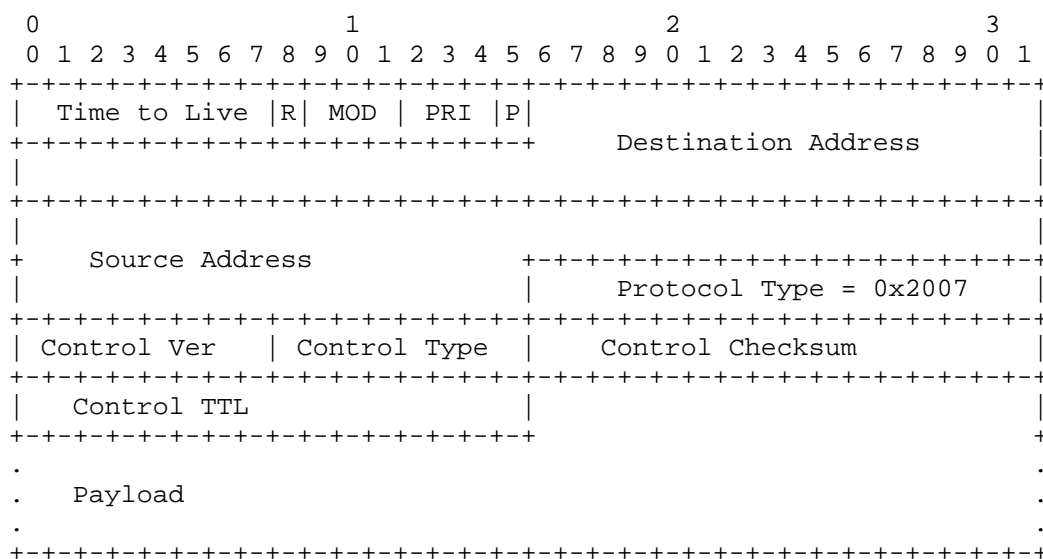 0                   1                   2                   3
 0 1 2 3 4 5 6 7 8 9 0 1 2 3 4 5 6 7 8 9 0 1 2 3 4 5 6 7 8 9 0 1
+-+-+-+-+-+-+-+-+-+-+-+-+-+-+-+-+-+-+-+-+-+-+-+-+-+-+-+-+-+-+-+-+
|  Time to Live |R| MOD | PRI |P|                               |
+-+-+-+-+-+-+-+-+-+-+-+-+-+-+-+-+     Destination Address       |
|                                                               |
+-+-+-+-+-+-+-+-+-+-+-+-+-+-+-+-+-+-+-+-+-+-+-+-+-+-+-+-+-+-+-+-+
|                                                               |
+    Source Address             +-+-+-+-+-+-+-+-+-+-+-+-+-+-+-+-+
|                               |     Protocol Type = 0x2007    |
+-+-+-+-+-+-+-+-+-+-+-+-+-+-+-+-+-+-+-+-+-+-+-+-+-+-+-+-+-+-+-+-+
| Control Ver   | Control Type  |    Control Checksum           |
+-+-+-+-+-+-+-+-+-+-+-+-+-+-+-+-+-+-+-+-+-+-+-+-+-+-+-+-+-+-+-+-+
|   Control TTL                 |                               |
+-+-+-+-+-+-+-+-+-+-+-+-+-+-+-+-+                               +
.                                                               .
.   Payload                                                     .
.                                                               .
+-+-+-+-+-+-+-+-+-+-+-+-+-+-+-+-+-+-+-+-+-+-+-+-+-+-+-+-+-+-+-+-+